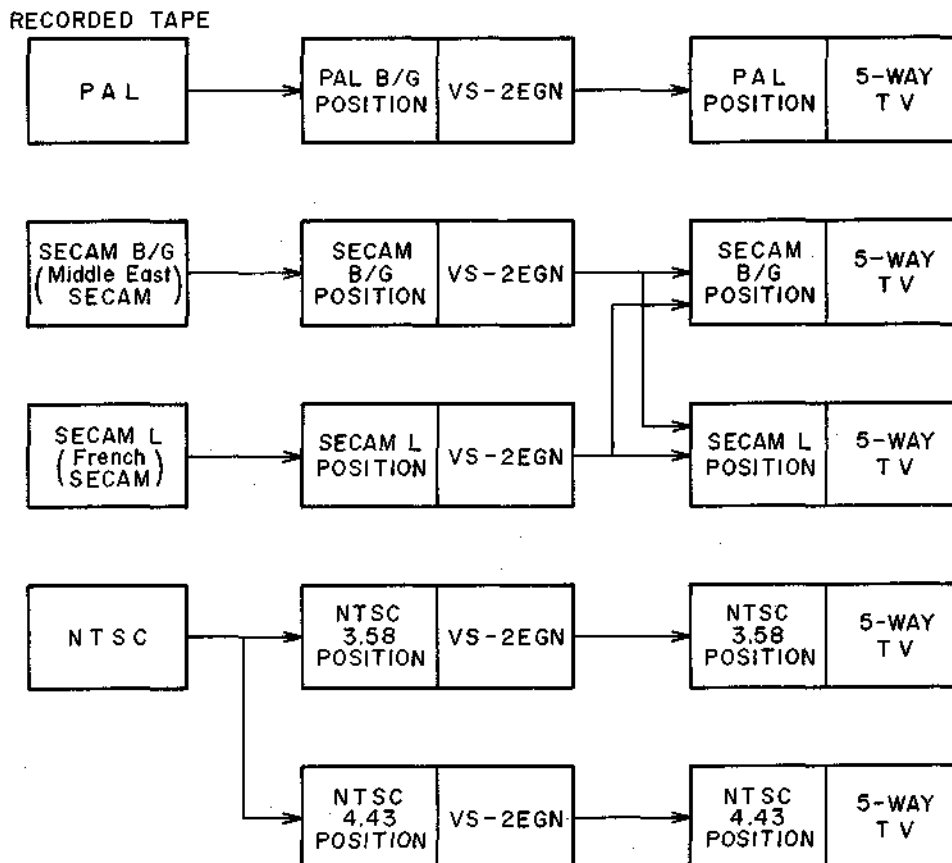 RECORDED TAPE
PAL
PAL B/G
POSITION
VS-2EGN
PAL
POSITION
5-WAY
TV
SECAM B/G
(Middle East)
SECAM
SECAM
B/G
POSITION
VS-2EGN
SECAM
B/G
POSITION
5-WAY
TV
SECAM L
(French)
SECAM
SECAM L
POSITION
VS-2EGN
SECAM L
POSITION
5-WAY
TV
NTSC
NTSC
3.58
POSITION
VS-2EGN
NTSC
3.58
POSITION
5-WAY
TV
NTSC
4.43
POSITION
VS-2EGN
NTSC
4.43
POSITION
5-WAY
TV